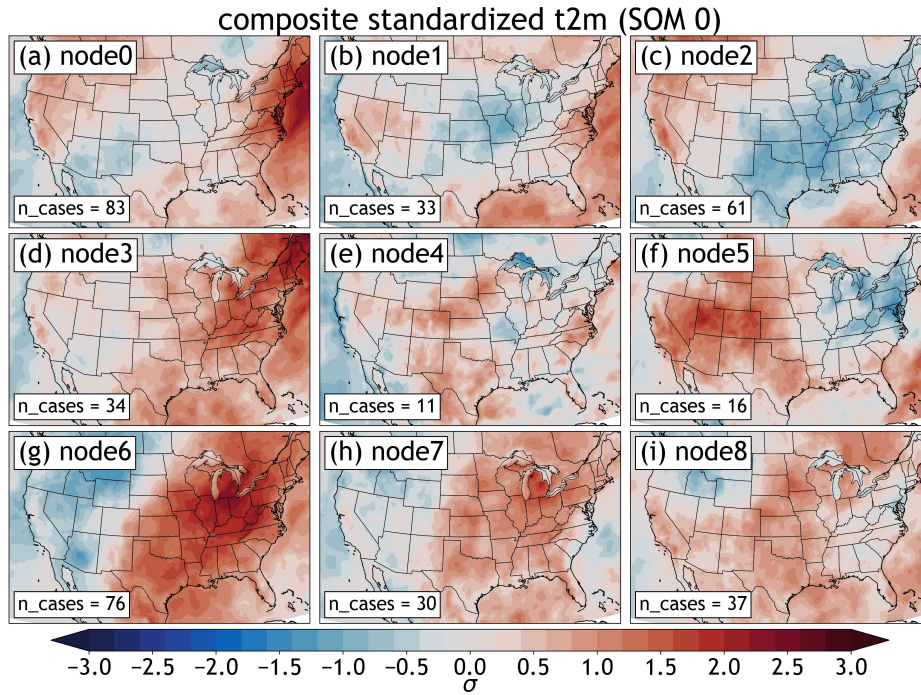 composite standardized t2m (SOM 0)
(a) node0
n_cases = 83
(b) node1
n_cases = 33
(c) node2
n_cases = 61
(d) node3
n_cases = 34
(e) node4
n_cases = 11
(f) node5
n_cases = 16
(g) node6
n_cases = 76
(h) node7
n_cases = 30
(i) node8
n_cases = 37
−3.0 −2.5 −2.0 −1.5 −1.0 −0.5 0.0 0.5 1.0 1.5 2.0 2.5 3.0
σ